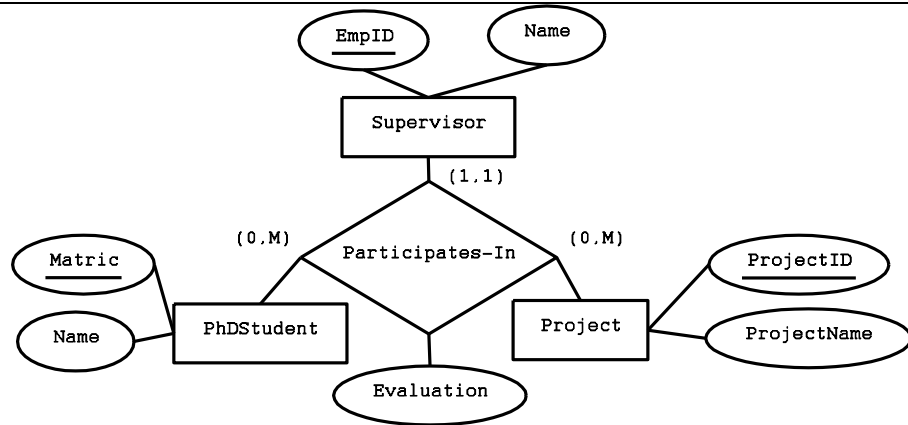 EmpID
Name
Supervisor
(1,1)
(0,M)
(0,M)
Participates-In
Matric
ProjectID
PhDStudent
Project
Name
ProjectName
Evaluation